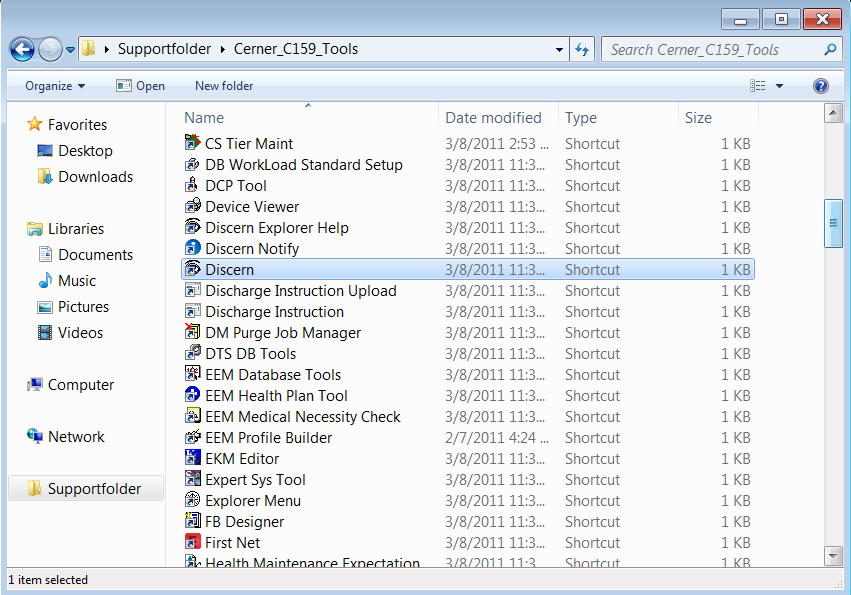 Supportfolder Cerner_C159_Tools Search Cerner_C159_Tools
Organize Open New folder
Favorites
Desktop
Downloads
Libraries
Documents
Music
Pictures
Videos
Computer
Network
Supportfolder
Name Date modified Type Size
CS Tier Maint 3/8/2011 2:53 ... Shortcut 1 KB
DB WorkLoad Standard Setup 3/8/2011 11:3... Shortcut 1 KB
DCP Tool 3/8/2011 11:3... Shortcut 1 KB
Device Viewer 3/8/2011 11:3... Shortcut 1 KB
Discern Explorer Help 3/8/2011 11:3... Shortcut 1 KB
Discern Notify 3/8/2011 11:3... Shortcut 1 KB
Discern 3/8/2011 11:3... Shortcut 1 KB
Discharge Instruction Upload 3/8/2011 11:3... Shortcut 1 KB
Discharge Instruction 3/8/2011 11:3... Shortcut 1 KB
DM Purge Job Manager 3/8/2011 11:3... Shortcut 1 KB
DTS DB Tools 3/8/2011 11:3... Shortcut 1 KB
EEM Database Tools 3/8/2011 11:3... Shortcut 1 KB
EEM Health Plan Tool 3/8/2011 11:3... Shortcut 1 KB
EEM Medical Necessity Check 3/8/2011 11:3... Shortcut 1 KB
EEM Profile Builder 2/7/2011 4:24 ... Shortcut 1 KB
EKM Editor 3/8/2011 11:3... Shortcut 1 KB
Expert Sys Tool 3/8/2011 11:3... Shortcut 1 KB
Explorer Menu 3/8/2011 11:3... Shortcut 1 KB
FB Designer 3/8/2011 11:3... Shortcut 1 KB
First Net 3/8/2011 11:3... Shortcut 1 KB
Health Maintenance Expectation 3/8/2011 11:3... Shortcut 1 KB
1 item selected